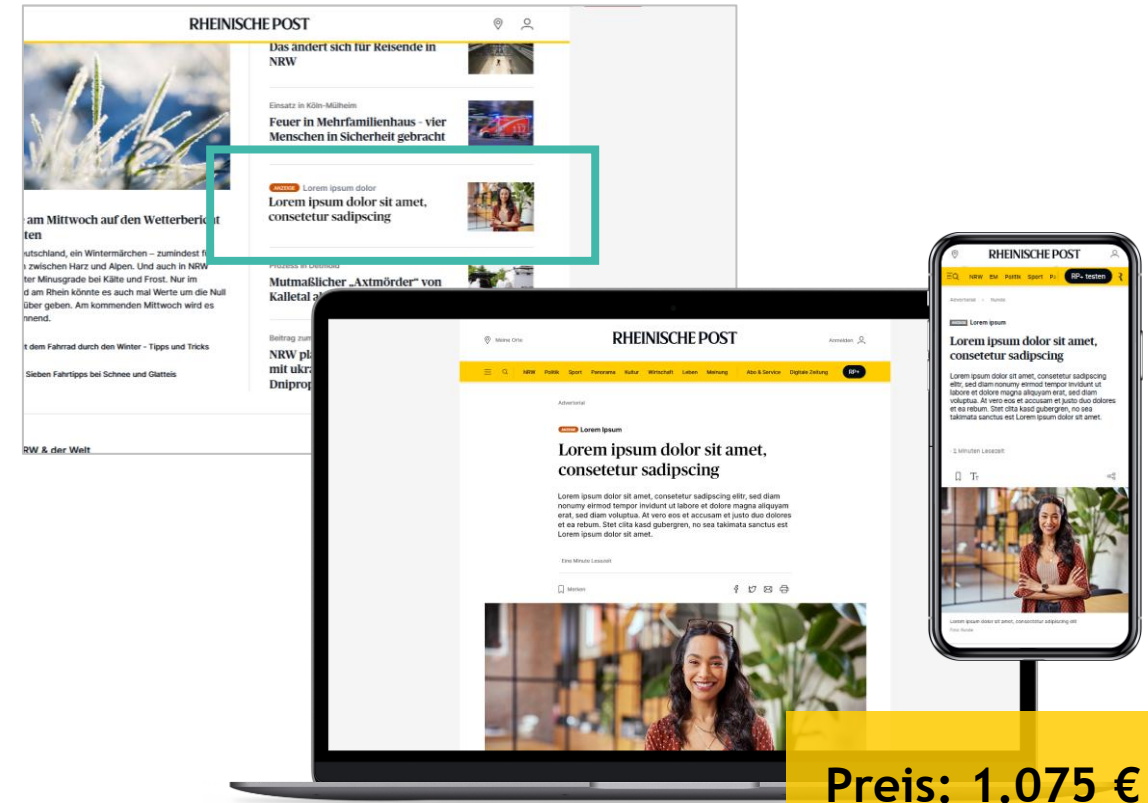 RHEINISCHE POST
Das ändert sich für Reisende in
NRW
Einsatz in Köln-Mülheim
Feuer in Mehrfamilienhaus - vier
Menschen in Sicherheit gebracht
ANZEIGE Lorem ipsum dolor
Lorem ipsum dolor sit amet,
consetetur sadipscing
Prozess in Detmold
Mutmaßlicher „Axtmörder“ von
Kalletal
Beitrag zum
NRW
mit
am Mittwoch auf den Wetterbericht
ein Wintermärchen – zumindest
zwischen Harz und Alpen. Und auch in NRW
Minusgrade bei Kälte und Frost. Nur im
am Rhein könnte es auch mal Werte um die Null
geben. Am kommenden Mittwoch wird es
dem Fahrrad durch den Winter - Tipps und Tricks
Sieben Fahrtipps bei Schnee und Glatteis
& der Welt
Meine Orte
RHEINISCHE POST
Anmelden
NRW Politik Sport Panorama Kultur Wirtschaft Leben Meinung Abo & Service Digitale Zeitung RP+
Advertorial
ANZEIGE Lorem Ipsum
Lorem ipsum dolor sit amet,
consetetur sadipscing
Lorem ipsum dolor sit amet, consetetur sadipscing elitr, sed diam
nonumy eirmod tempor invidunt ut labore et dolore magna aliquyam
erat, sed diam voluptua. At vero eos et accusam et justo duo dolores
et ea rebum. Stet clita kasd gubergren, no sea takimata sanctus est
Lorem ipsum dolor sit amet.
Eine Minute Lesezeit
Merken
RHEINISCHE POST
NRW EM Politik Sport RP+ testen
Advertorial
Lorem ipsum
Lorem ipsum dolor sit amet,
consetetur sadipscing
Lorem ipsum dolor sit amet, consetetur sadipscing
elitr, sed diam nonumy eirmod tempor invidunt ut
labore et dolore magna aliquyam erat, sed diam
voluptua. At vero eos et accusam et justo duo dolores
et ea rebum. Stet clita kasd gubergren, no sea
takimata sanctus est Lorem ipsum dolor sit amet.
2 Minuten Lesezeit
Tт
Lorem ipsum dolor sit amet, consectetur adipiscing elit
Preis: 1.075 €